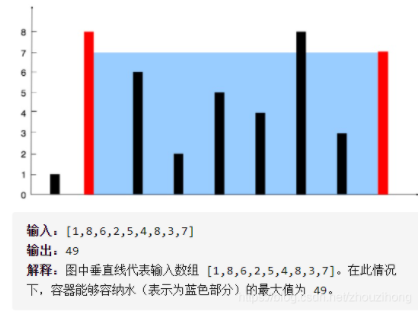 8
7
6
5
4
3
2
1
0
输入：[1,8,6,2,5,4,8,3,7]
输出：49
解释：图中垂直线代表输入数组 [1,8,6,2,5,4,8,3,7]。在此情况
下，容器能够容纳水（表示为蓝色部分）的最大值为 49。